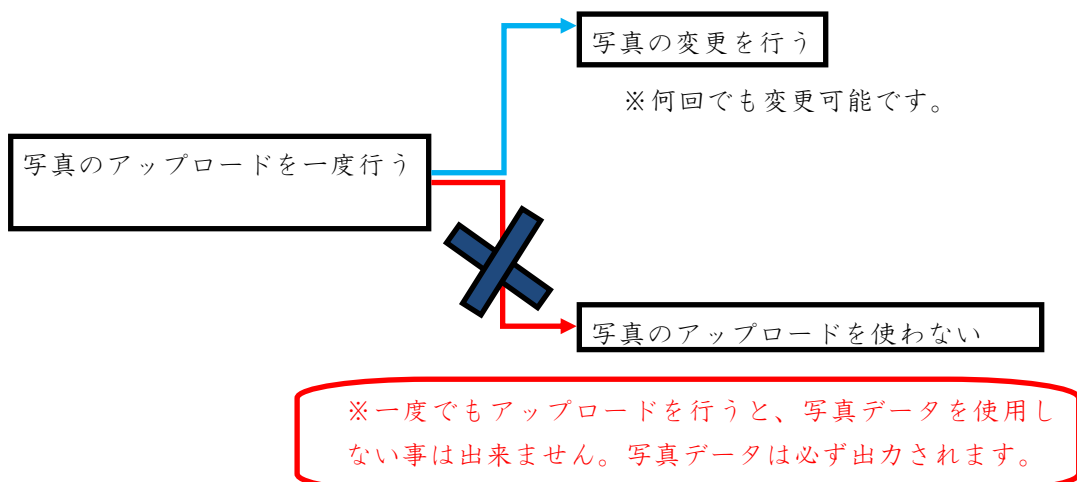 写真の変更を行う
※何回でも変更可能です。
写真のアップロードを一度行う
写真のアップロードを使わない
※一度でもアップロードを行うと、写真データを使用し
ない事は出来ません。写真データは必ず出力されます。